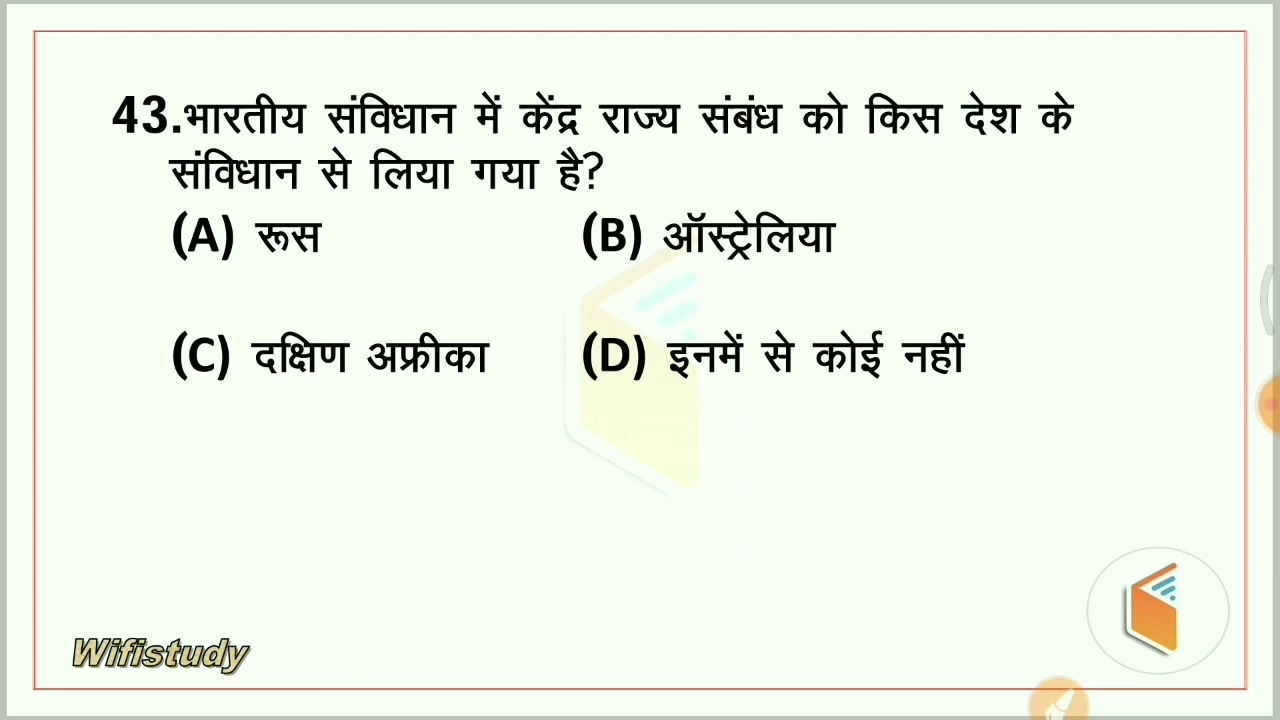 43.भारतीय संविधान में केंद्र राज्य संबंध को किस देश के
संविधान से लिया गया है?
(A) रूस (B) ऑस्ट्रेलिया
(C) दक्षिण अफ्रीका (D) इनमें से कोई नहीं
Wifistudy